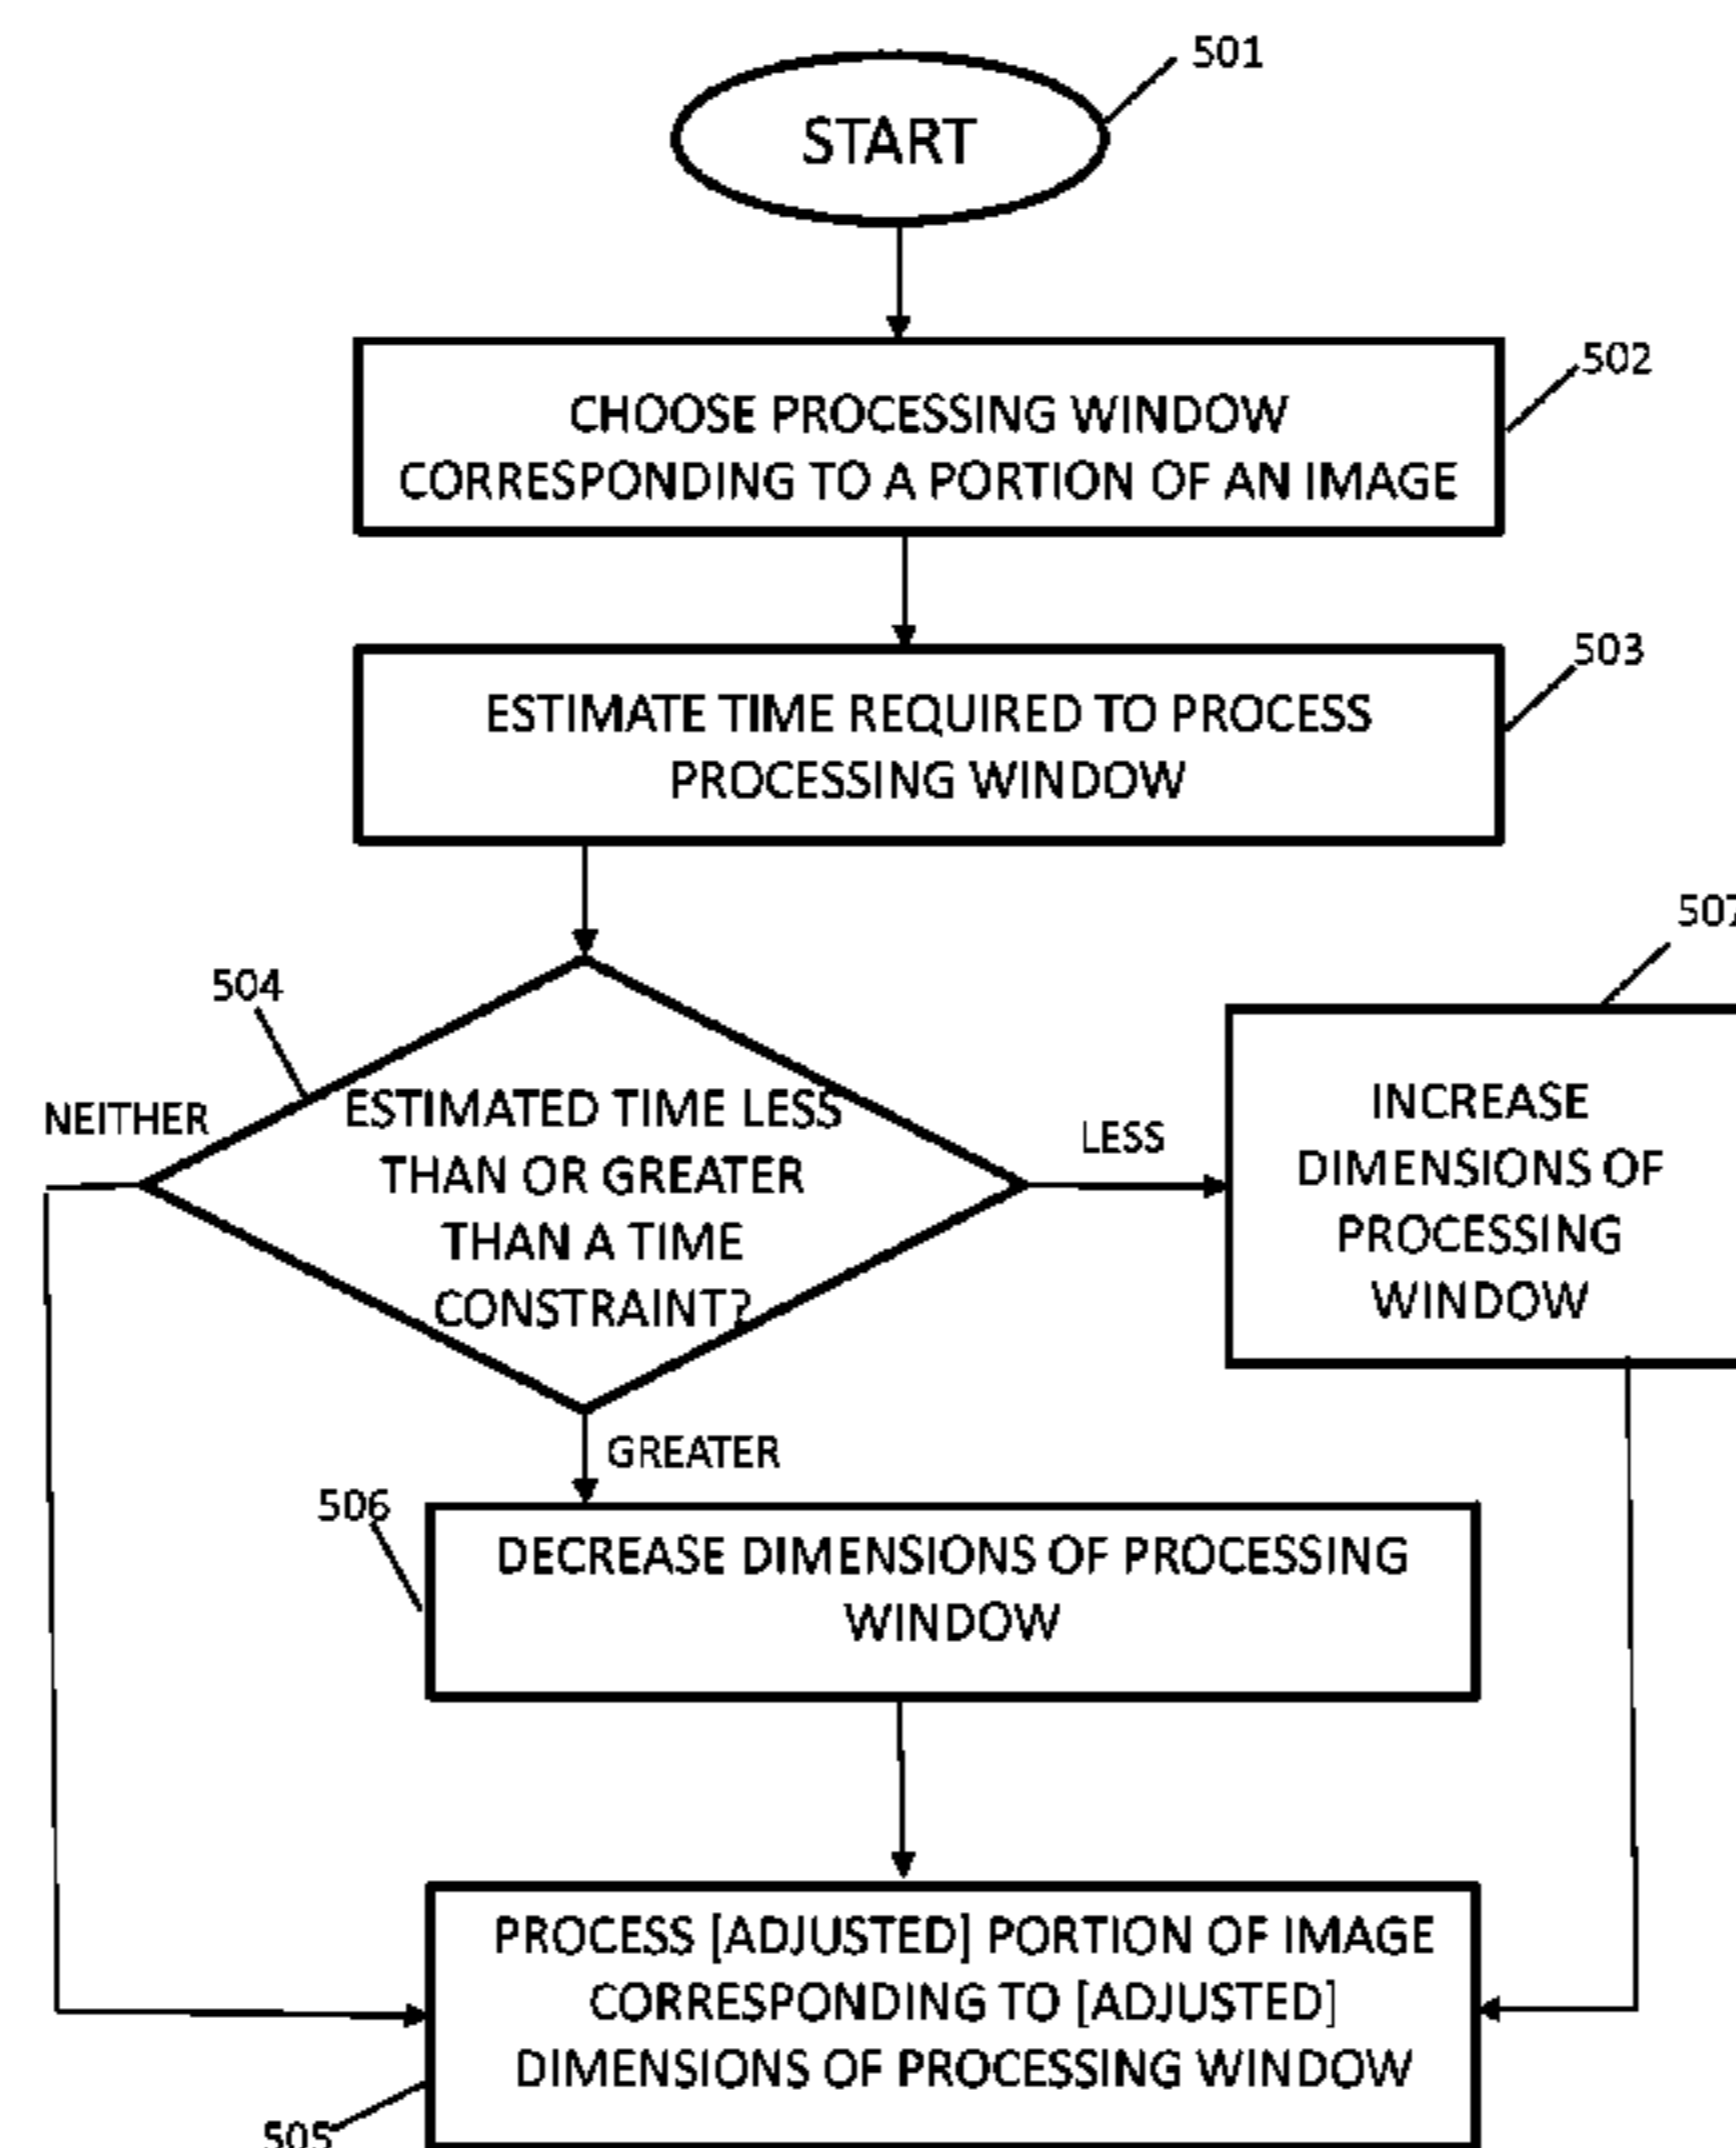 501
START
502
CHOOSE PROCESSING WINDOW
CORRESPONDING TO A PORTION OF AN IMAGE
503
ESTIMATE TIME REQUIRED TO PROCESS
PROCESSING WINDOW
507
504
NEITHER
ESTIMATED TIME LESS
THAN OR GREATER
THAN A TIME
CONSTRAINT?
LESS
INCREASE
DIMENSIONS OF
PROCESSING
WINDOW
GREATER
506
DECREASE DIMENSIONS OF PROCESSING
WINDOW
PROCESS [ADJUSTED] PORTION OF IMAGE
CORRESPONDING TO [ADJUSTED]
DIMENSIONS OF PROCESSING WINDOW
505